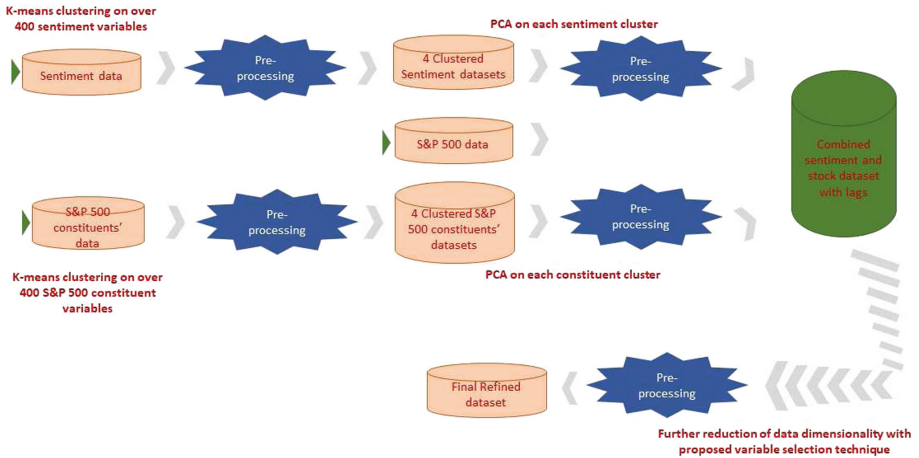 K-means clustering on over
400 sentiment variables
PCA on each sentiment cluster
Sentiment data
Pre-
processing
4 Clustered
Sentiment datasets
Pre-
processing
S&P 500 data
Combined
sentiment and
stock dataset
with lags
S&P 500
constituents'
data
Pre-
processing
4 Clustered S&P
500 constituents'
datasets
Pre-
processing
K-means clustering on over
400 S&P 500 constituent
variables
PCA on each constituent cluster
Final Refined
dataset
Pre-
processing
Further reduction of data dimensionality with
proposed variable selection technique